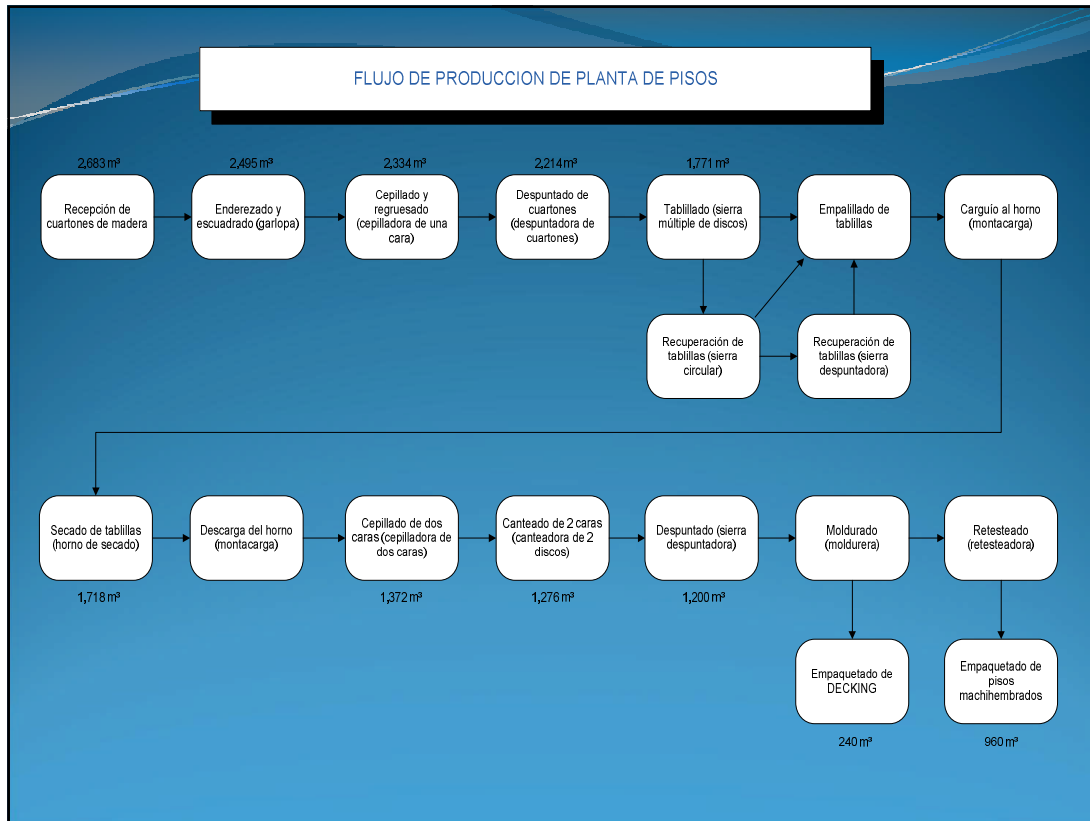 FLUJO DE PRODUCCION DE PLANTA DE PISOS
2,683 m³
2,495 m³
2,334 m³
2,214 m³
1,771 m³
Recepción de
cuartones de madera
Enderezado y
escuadrado (garlopa)
Cepillado y
regruesado
(cepilladora de una
cara)
Despuntado de
cuartones
(despuntadora de
cuartones)
Tablillado (sierra
múltiple de discos)
Empalillado de
tablillas
Carguío al horno
(montacarga)
Recuperación de
tablillas (sierra
circular)
Recuperación de
tablillas (sierra
despuntadora)
Secado de tablillas
(horno de secado)
Descarga del horno
(montacarga)
Cepillado de dos
caras (cepilladora de
dos caras)
Canteado de 2 caras
(canteadora de 2
discos)
Despuntado (sierra
despuntadora)
Moldurado
(moldurera)
Retesteado
(retesteadora)
1,718 m³
1,372 m³
1,276 m³
1,200 m³
Empaquetado de
DECKING
Empaquetado de
pisos
machihembrados
240 m³
960 m³